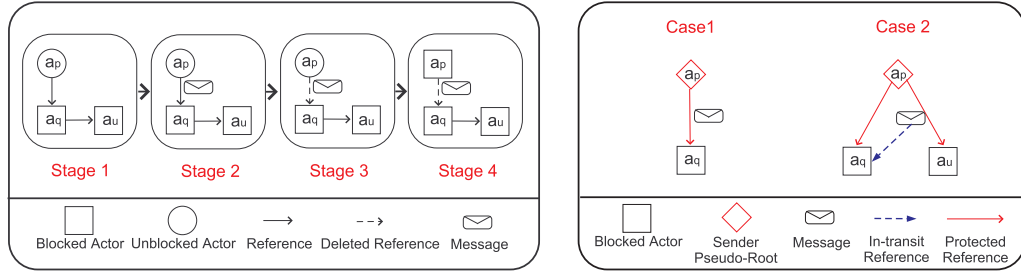 ap
aq
au
Stage 1
ap
aq
au
Stage 2
ap
aq
au
Stage 3
ap
aq
au
Stage 4
Blocked Actor
Unblocked Actor
Reference
Deleted Reference
Message
Case1
ap
aq
Case 2
ap
aq
au
Blocked Actor
Sender
Pseudo-Root
Message
In-transit
Reference
Protected
Reference